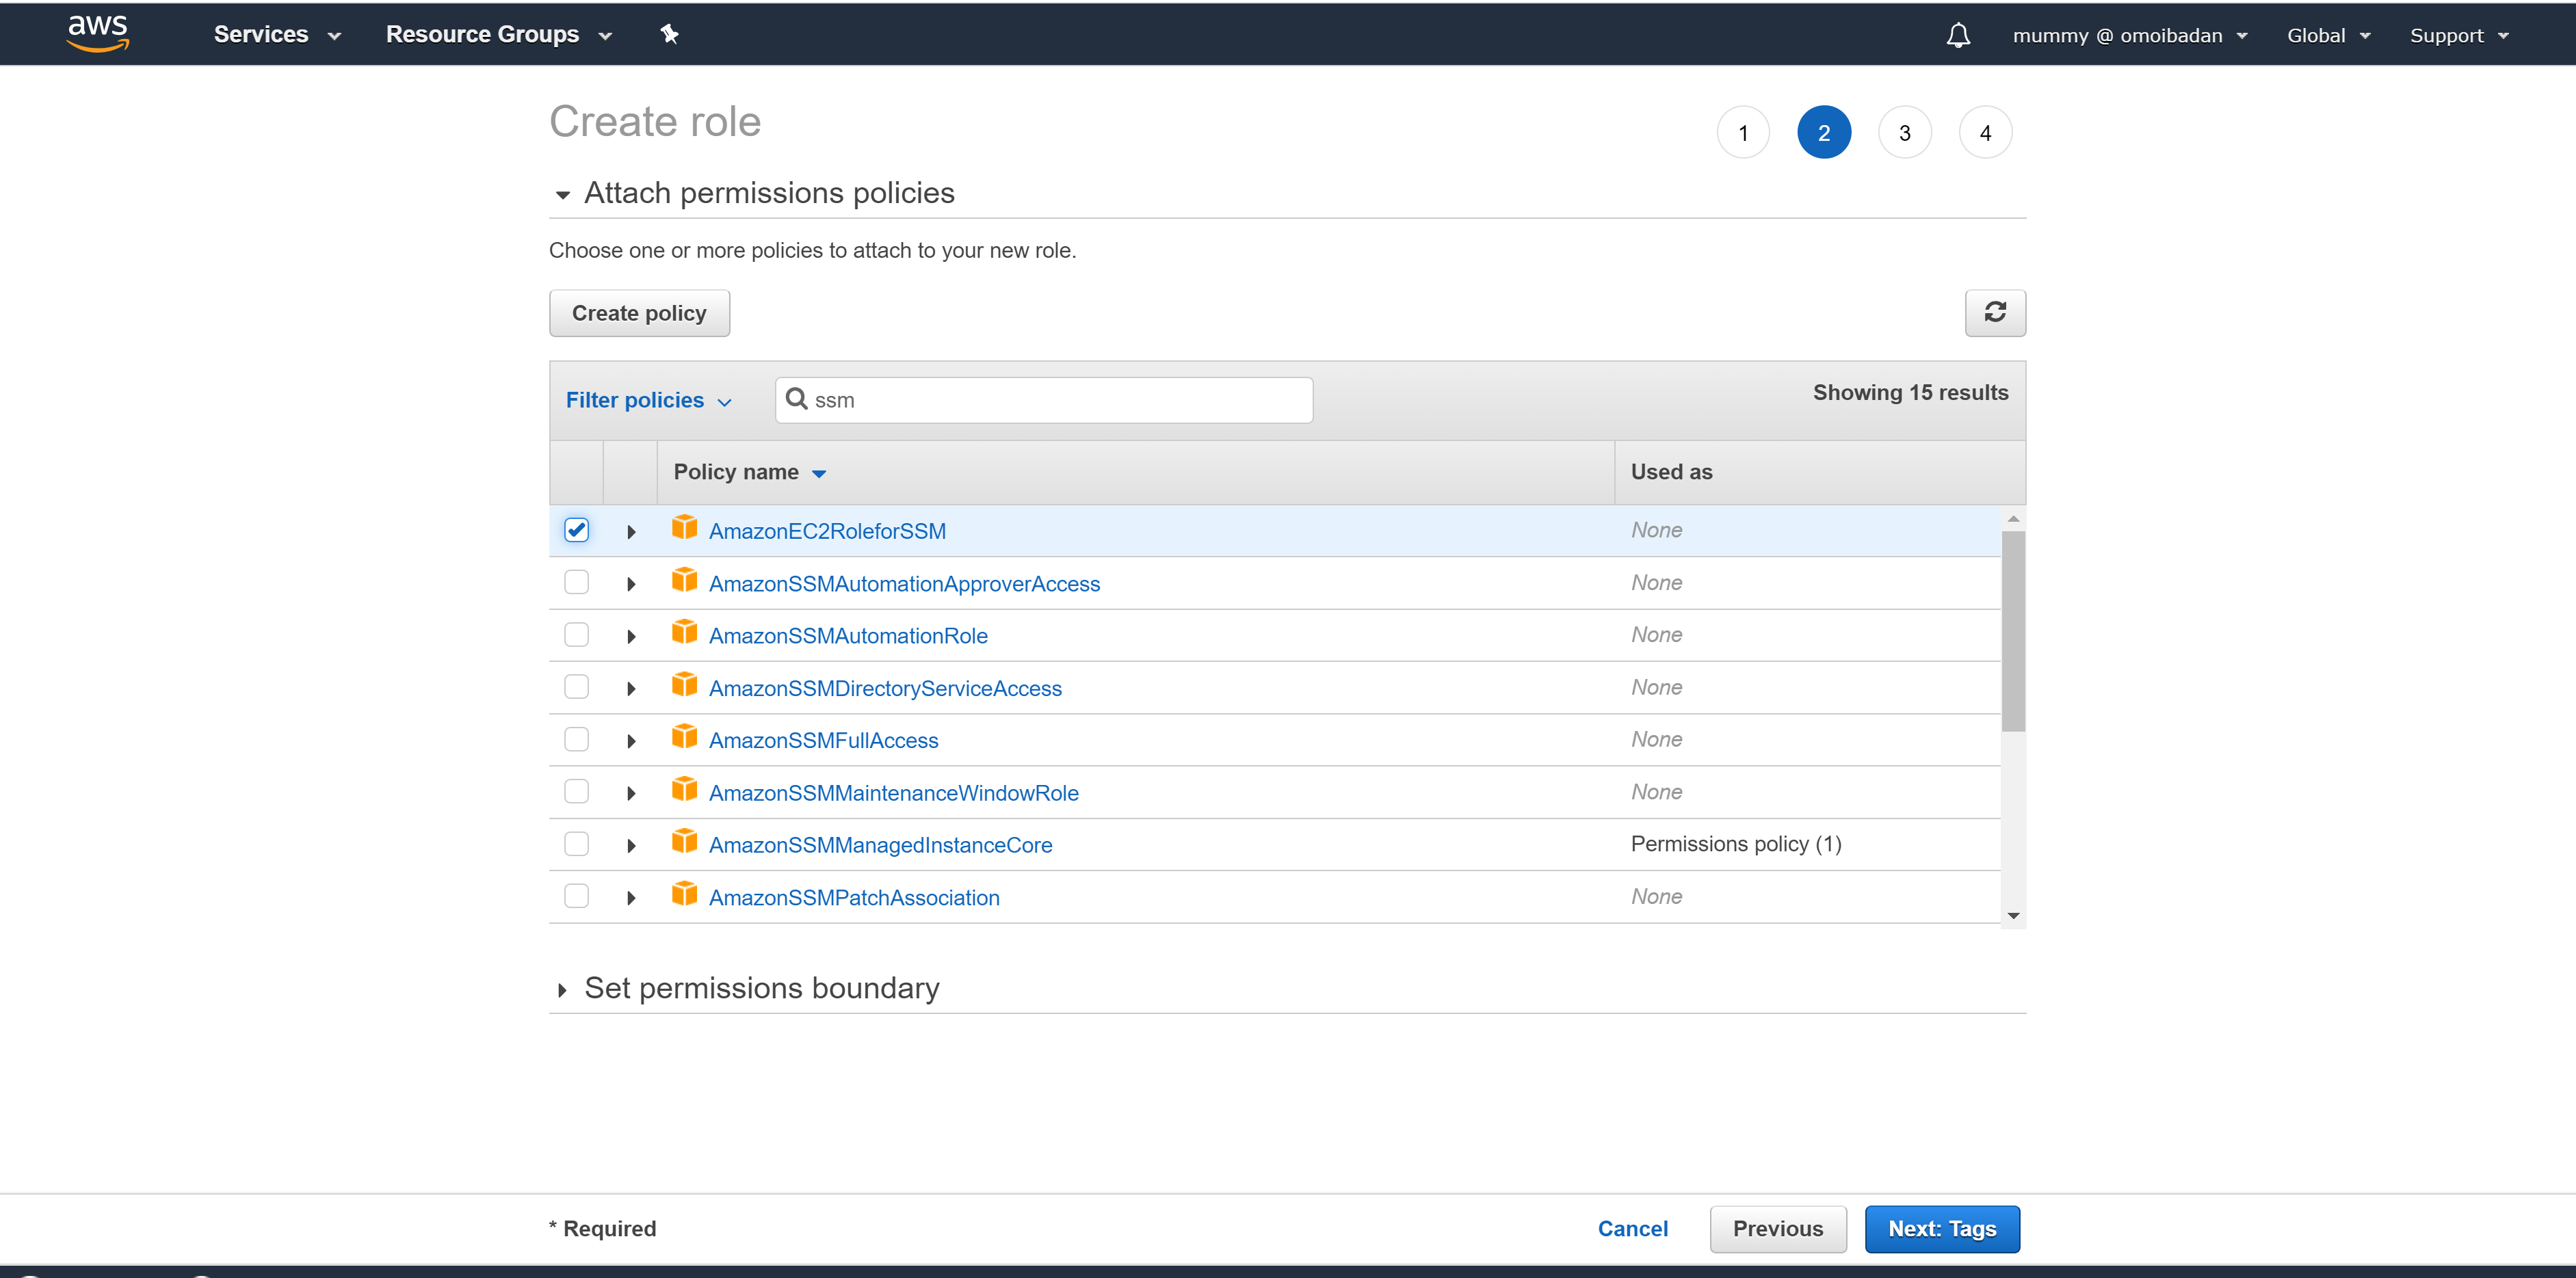 aws Services Resource Groups mummy @ omoibadan Global Support
Create role 1 2 3 4
Attach permissions policies
Choose one or more policies to attach to your new role.
Create policy
Filter policies ssm Showing 15 results
Policy name Used as
AmazonEC2RoleforSSM None
AmazonSSMAutomationApproverAccess None
AmazonSSMAutomationRole None
AmazonSSMDirectoryServiceAccess None
AmazonSSMFullAccess None
AmazonSSMMaintenanceWindowRole None
AmazonSSMManagedInstanceCore Permissions policy (1)
AmazonSSMPatchAssociation None
Set permissions boundary
* Required Cancel Previous Next: Tags